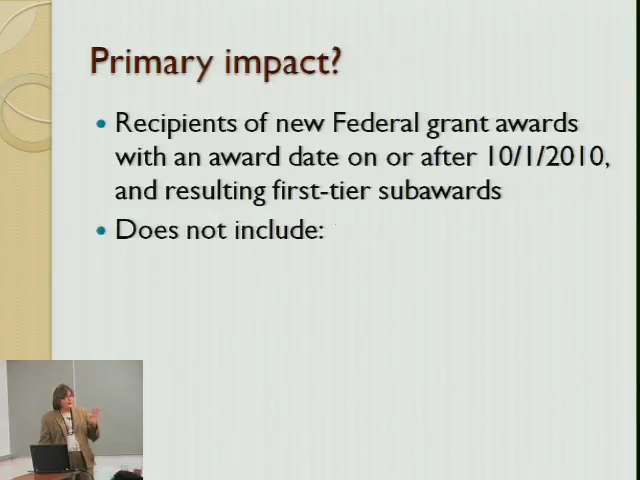 Primary impact?
Recipients of new Federal grant awards
with an award date on or after 10/1/2010,
and resulting first-tier subawards
Does not include: